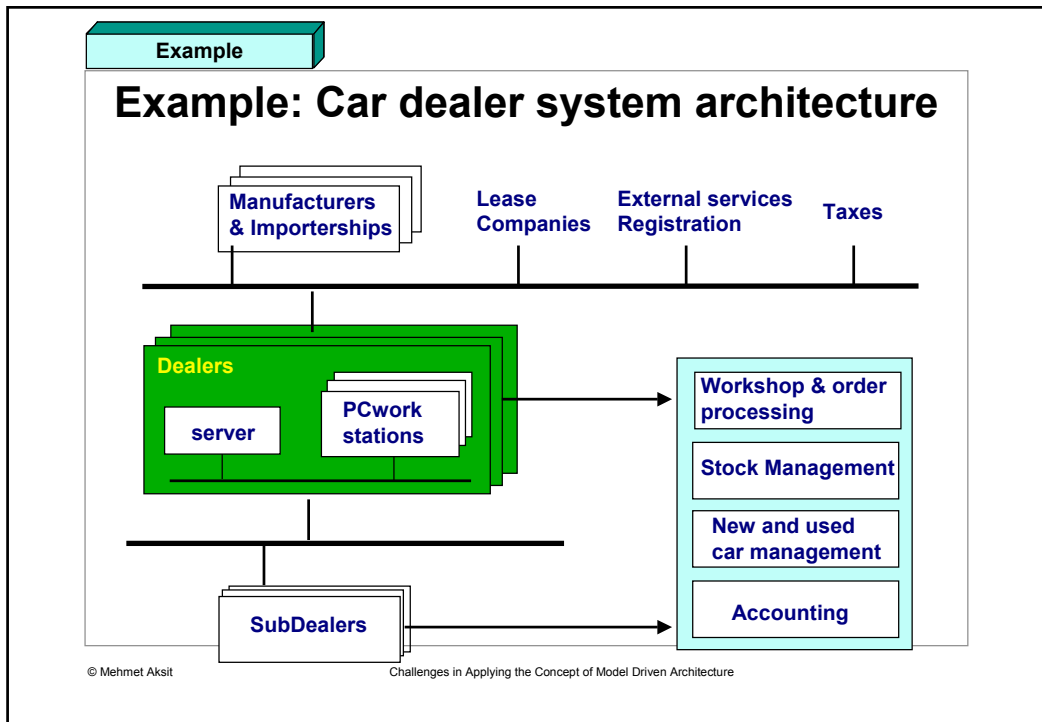 Example
Example: Car dealer system architecture
Manufacturers
& Importerships
Lease
Companies
External services
Registration
Taxes
Dealers
server
PCwork
stations
Workshop & order
processing
Stock Management
New and used
car management
Accounting
SubDealers
© Mehmet Aksit
Challenges in Applying the Concept of Model Driven Architecture